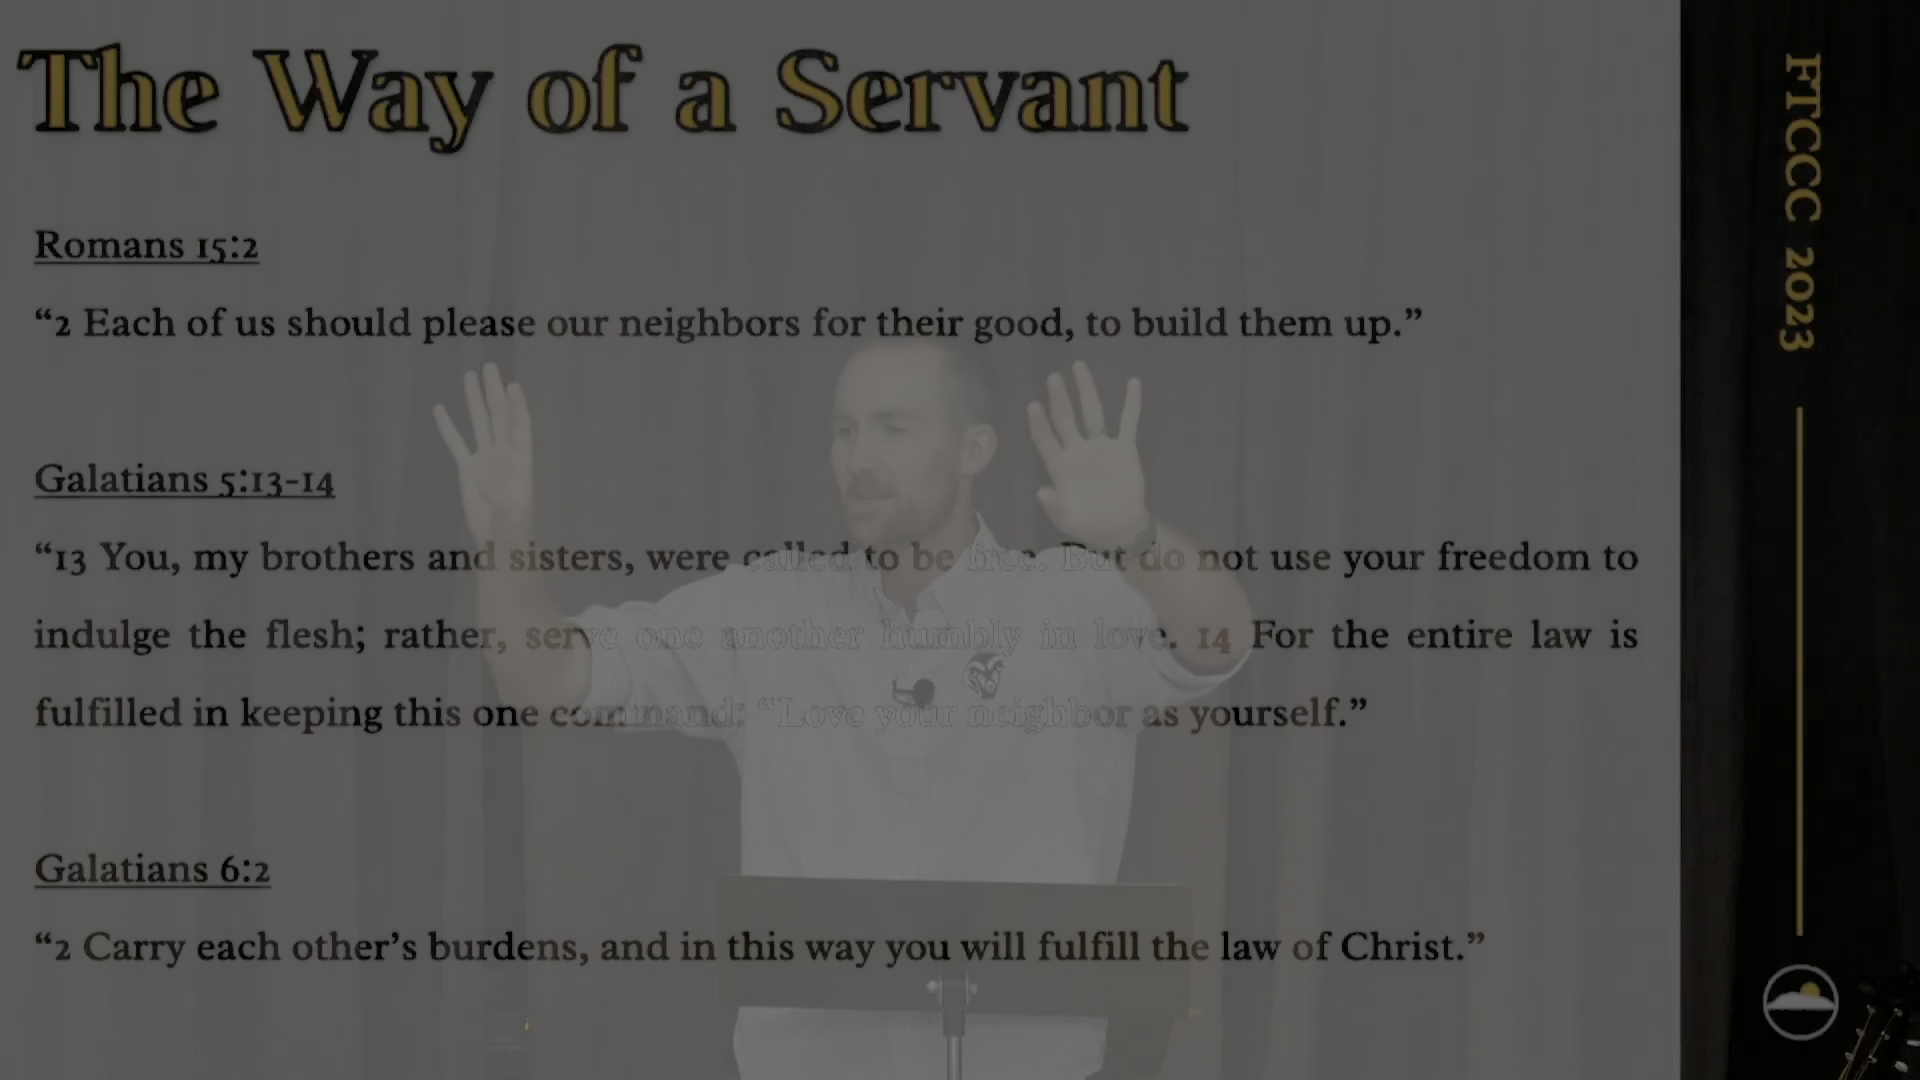 The Way of a Servant
Romans 15:2
“2 Each of us should please our neighbors for their good, to build them up.”
Galatians 5:13-14
“13 You, my brothers and sisters, were called to be free. But do not use your freedom to
indulge the flesh; rather, serve one another humbly in love. 14 For the entire law is
fulfilled in keeping this one command: “Love your neighbor as yourself.”
Galatians 6:2
“2 Carry each other’s burdens, and in this way you will fulfill the law of Christ.”
FTCCC 2023